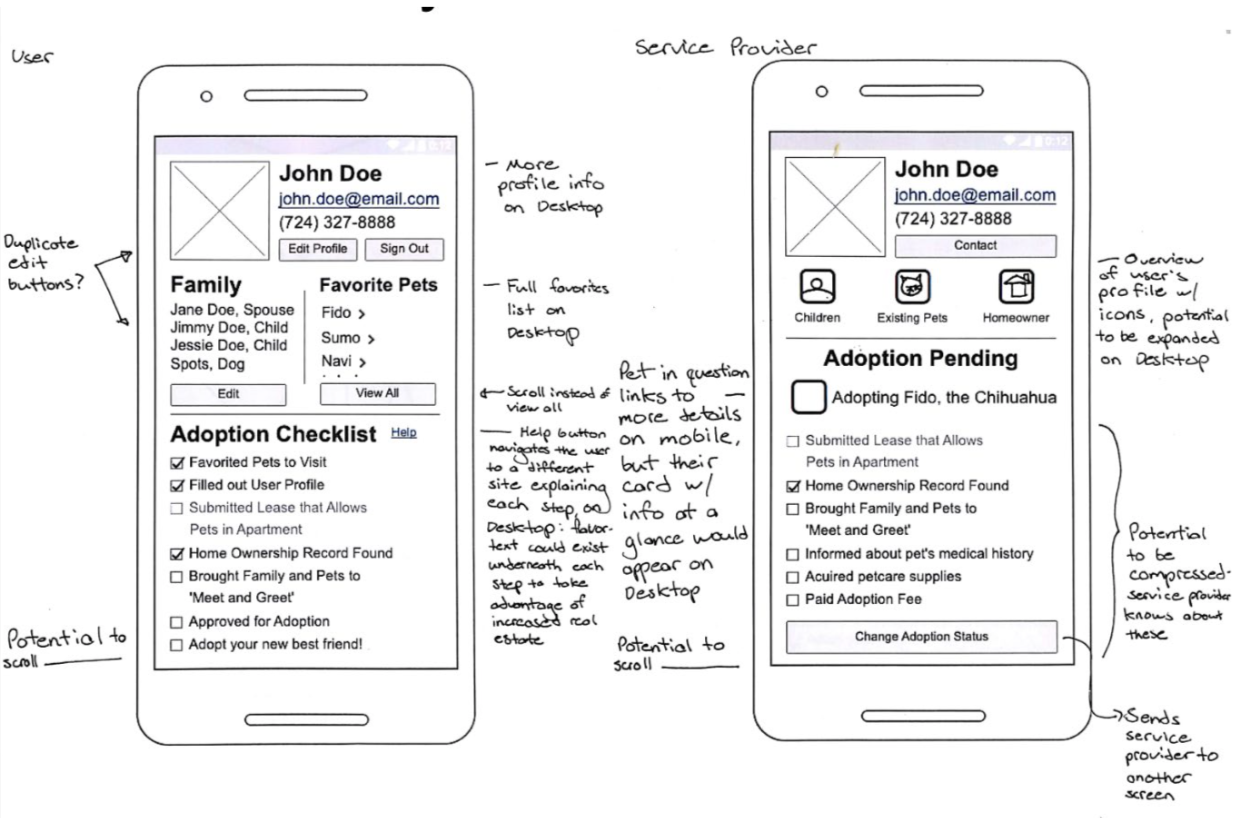 User
John Doe
john.doe@email.com
(724) 327-8888
Edit Profile
Sign Out
Family
Jane Doe, Spouse
Jimmy Doe, Child
Jessie Doe, Child
Spots, Dog
Edit
Favorite Pets
Fido >
Sumo >
Navi >
View All
Adoption Checklist
Help
Favorited Pets to Visit
Filled out User Profile
Submitted Lease that Allows
Pets in Apartment
Home Ownership Record Found
Brought Family and Pets to
'Meet and Greet'
Approved for Adoption
Adopt your new best friend!
Duplicate
edit
buttons?
Potential to
scroll
- More
profile info
on Desktop
- Full favorites
list on
Desktop
Scroll instead of
view all
- Help button
navigates the user
to a different
site explaining
each step, on
Desktop: flavor-
text could exist
underneath each
step to take
advantage of
increased real
estate
Service Provider
0:12
John Doe
john.doe@email.com
(724) 327-8888
Contact
Children
Existing Pets
Homeowner
Adoption Pending
Adopting Fido, the Chihuahua
Submitted Lease that Allows
Pets in Apartment
Home Ownership Record Found
Brought Family and Pets to
'Meet and Greet'
Informed about pet's medical history
Acuired petcare supplies
Paid Adoption Fee
Change Adoption Status
Pet in question
links to
more details
on mobile,
but their
card w/
info at a
glance would
appear on
Desktop
Potential to
scroll
- Overview
of user's
profile w/
icons, potential
to be expanded
on Desktop
Potential
to be
compressed-
service provider
knows about
these
Sends
service
provider to
another
screen